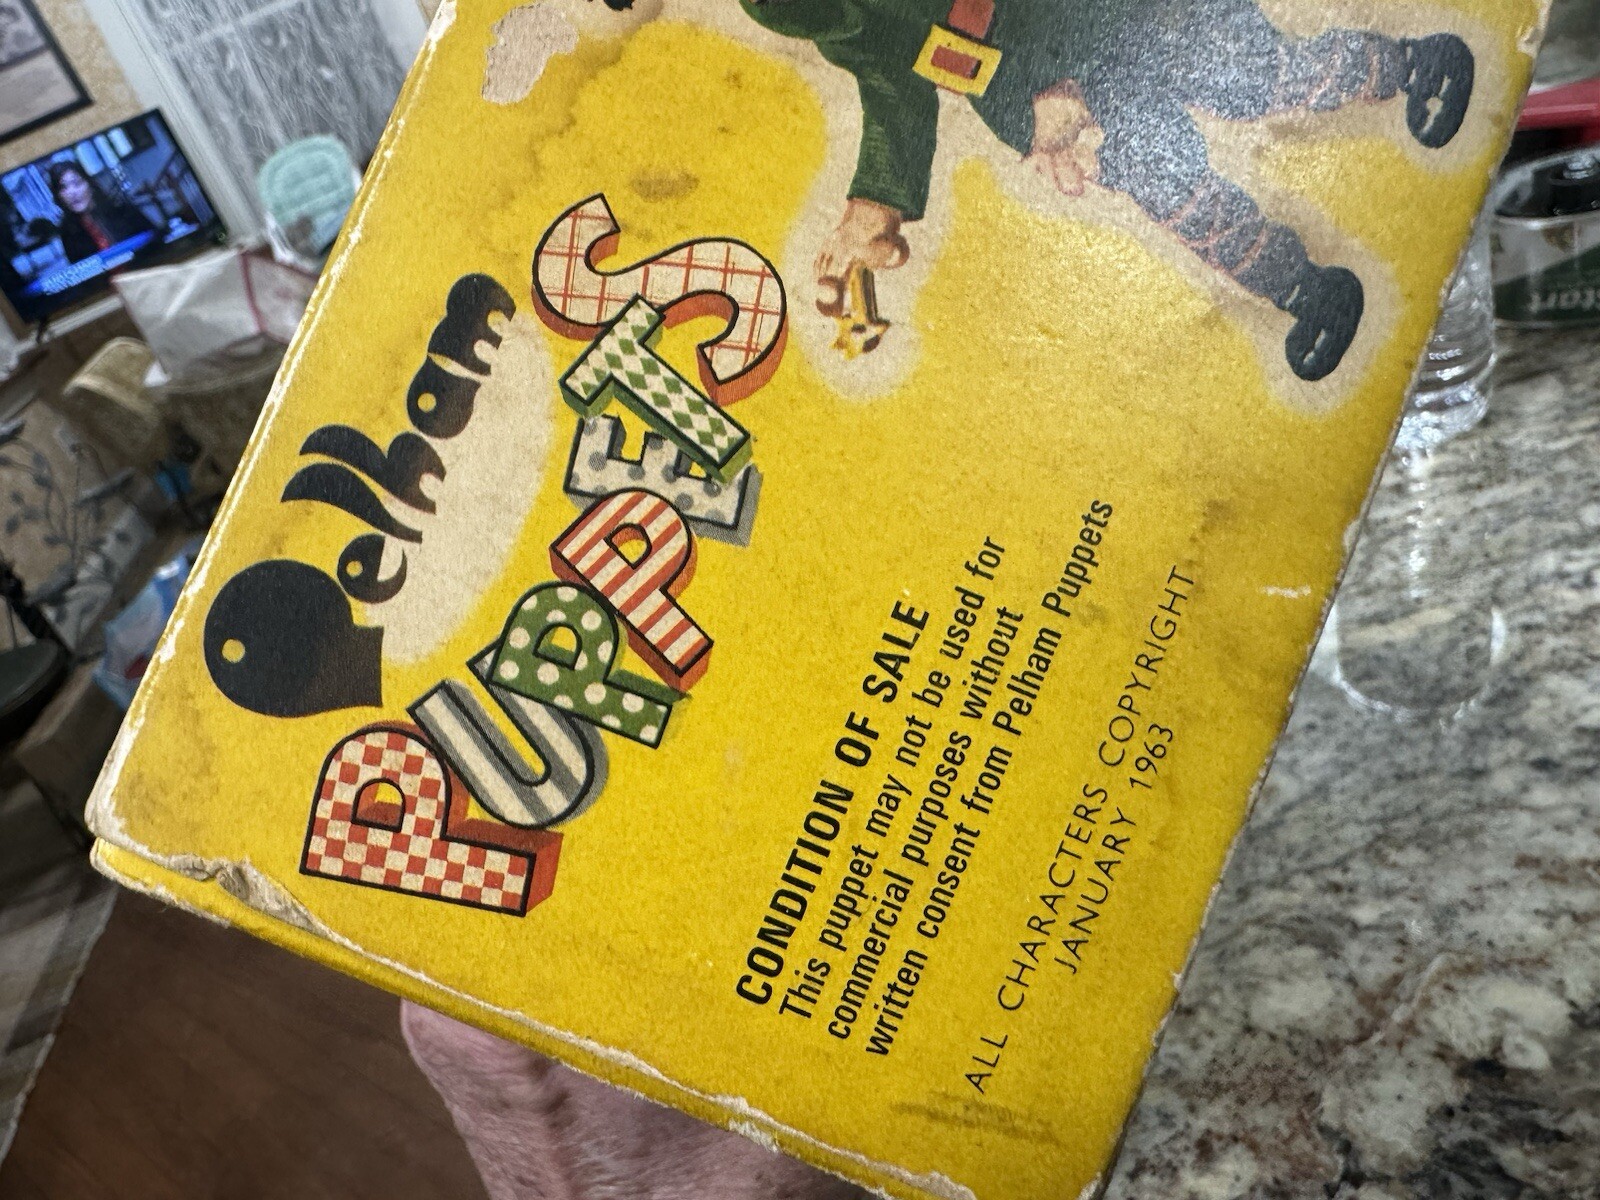 Pelham
PUPPETS
CONDITION OF SALE
This puppet may not be used for
commercial purposes without
written consent from Pelham Puppets
ALL CHARACTERS COPYRIGHT
JANUARY 1963